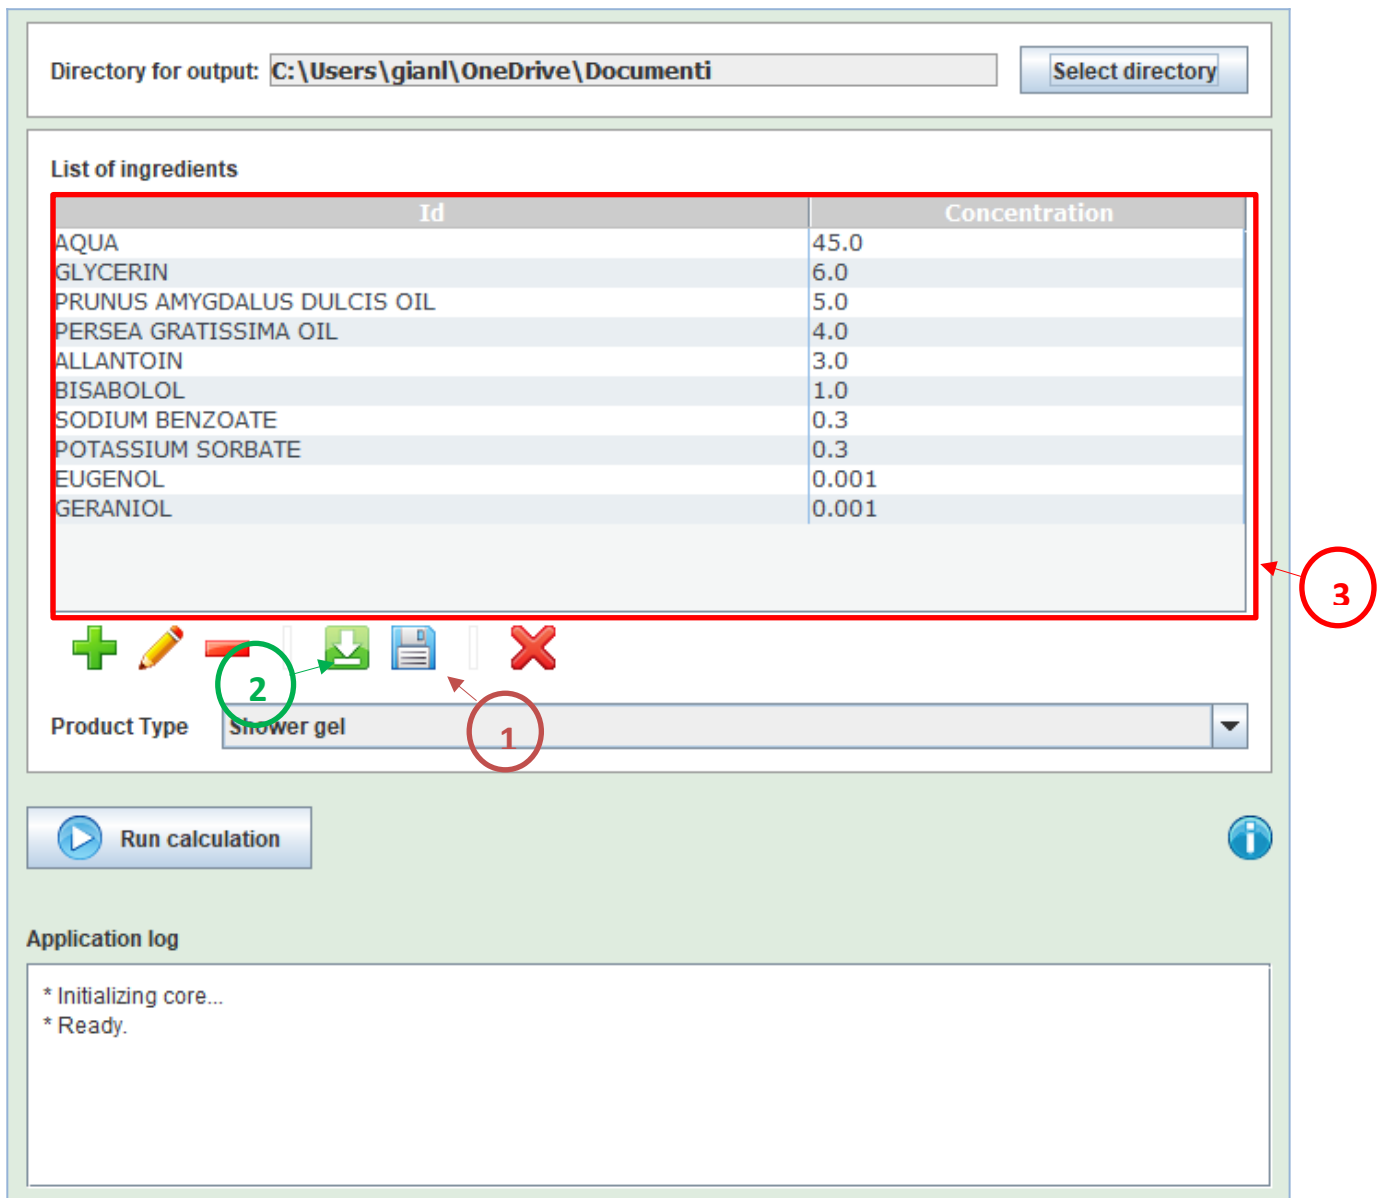 Directory for output: C:\Users\gianl\OneDrive\Documenti Select directory
List of ingredients
Id Concentration
AQUA 45.0
GLYCERIN 6.0
PRUNUS AMYGDALUS DULCIS OIL 5.0
PERSEA GRATISSIMA OIL 4.0
ALLANTOIN 3.0
BISABOLOL 1.0
SODIUM BENZOATE 0.3
POTASSIUM SORBATE 0.3
EUGENOL 0.001
GERANIOL 0.001
3
2
1
Product Type Shower gel
Run calculation
Application log
* Initializing core...
* Ready.